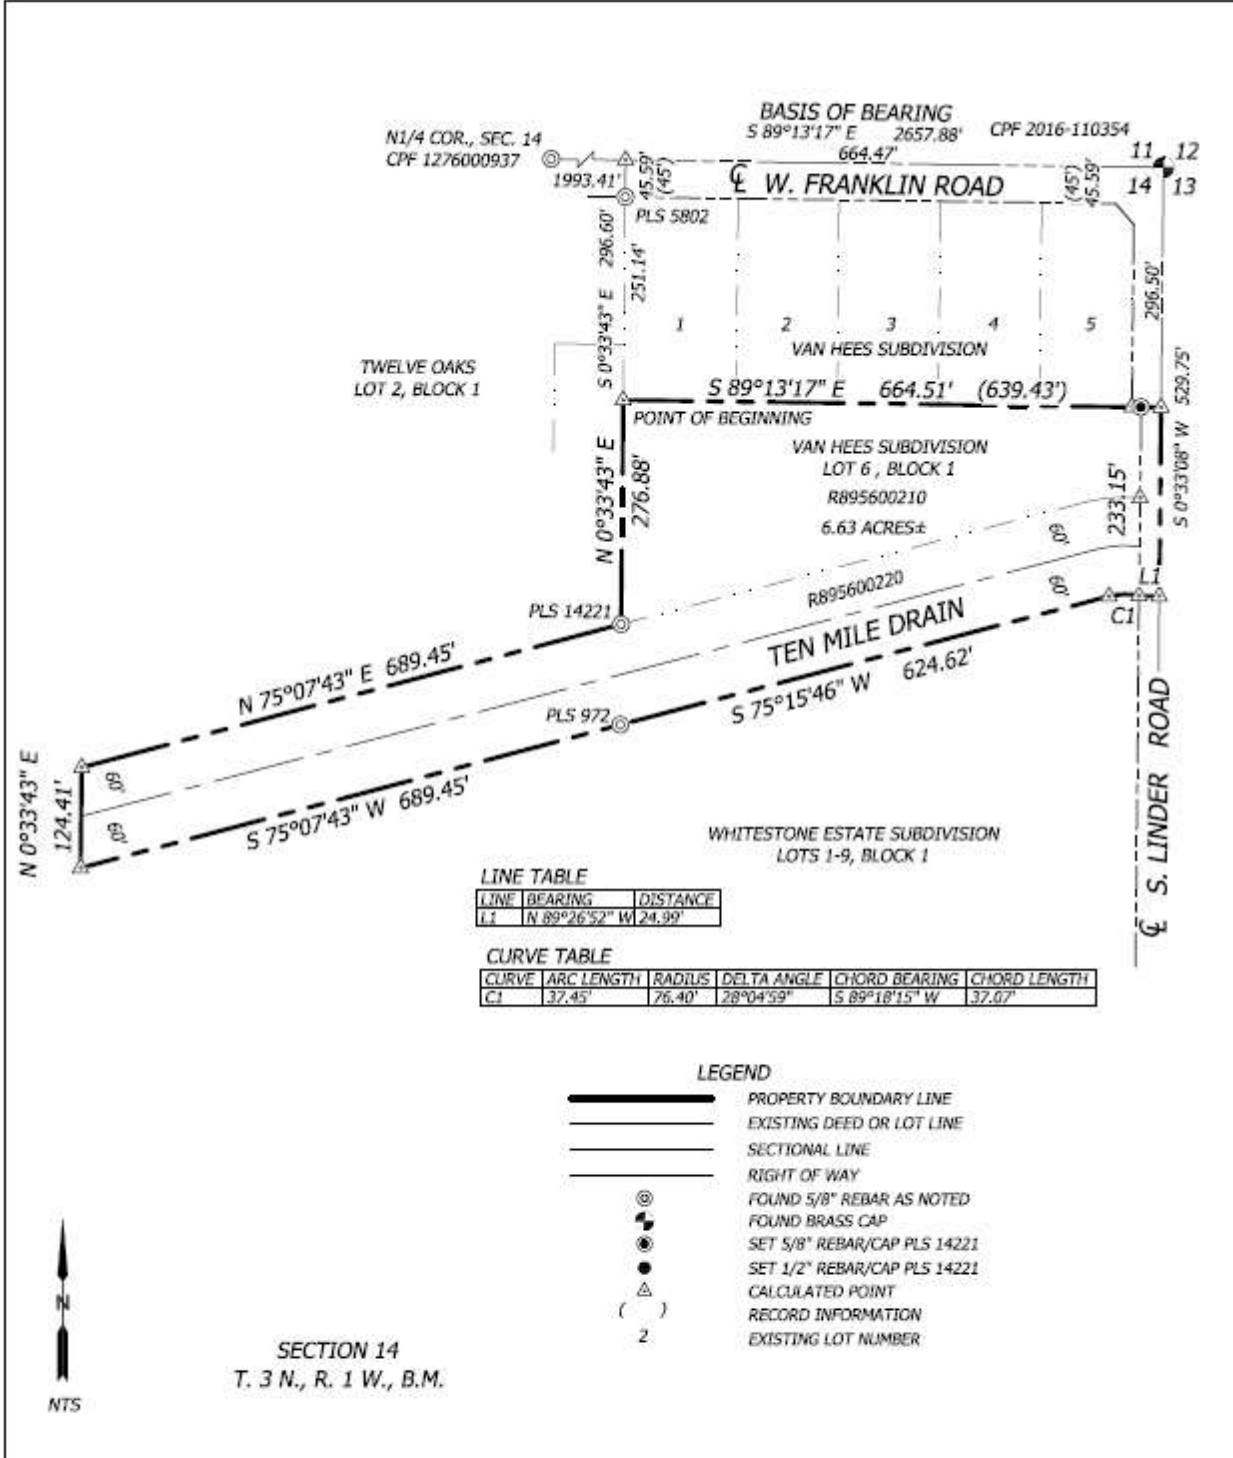 BASIS OF BEARING
S 89°13'17" E 2657.88' CPF 2016-110354
664.47'
N1/4 COR., SEC. 14
CPF 1276000937
1993.41'
45.59'
(45')
11 12
14 13
℄ W. FRANKLIN ROAD
(45')
45.59'
PLS 5802
S 0°33'43" E 296.60'
251.14'
296.50'
1 2 3 4 5
VAN HEES SUBDIVISION
TWELVE OAKS
LOT 2, BLOCK 1
S 89°13'17" E 664.51' (639.43')
POINT OF BEGINNING
S 0°33'08" W 529.75'
VAN HEES SUBDIVISION
LOT 6 , BLOCK 1
R895600210
6.63 ACRES±
N 0°33'43" E
276.88'
233.15'
60'
60'
L1
C1
R895600220
TEN MILE DRAIN
PLS 14221
N 75°07'43" E 689.45'
S 75°15'46" W 624.62'
PLS 972
N 0°33'43" E
124.41'
60'
60'
S 75°07'43" W 689.45'
℄ S. LINDER ROAD
WHITESTONE ESTATE SUBDIVISION
LOTS 1-9, BLOCK 1
LINE TABLE
LINE BEARING DISTANCE
L1 N 89°26'52" W 24.99'
CURVE TABLE
CURVE ARC LENGTH RADIUS DELTA ANGLE CHORD BEARING CHORD LENGTH
C1 37.45' 76.40' 28°04'59" S 89°18'15" W 37.07'
LEGEND
PROPERTY BOUNDARY LINE
EXISTING DEED OR LOT LINE
SECTIONAL LINE
RIGHT OF WAY
FOUND 5/8" REBAR AS NOTED
FOUND BRASS CAP
SET 5/8" REBAR/CAP PLS 14221
SET 1/2" REBAR/CAP PLS 14221
CALCULATED POINT
( ) RECORD INFORMATION
2 EXISTING LOT NUMBER
N
NTS
SECTION 14
T. 3 N., R. 1 W., B.M.